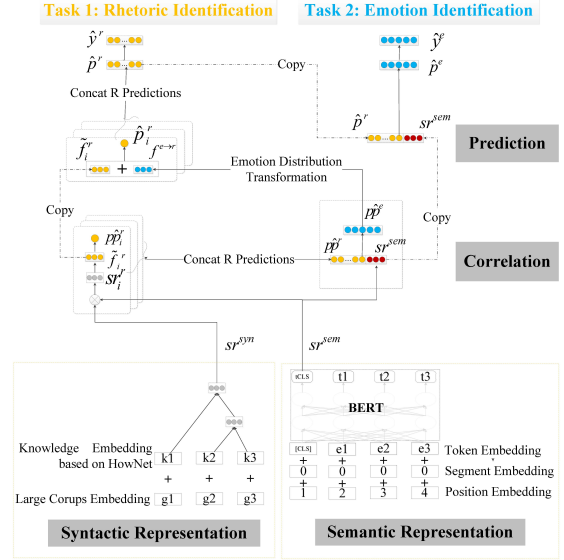 Task 1: Rhetoric Identification
Task 2: Emotion Identification
ŷ^r
ŷ^e
p̂^r
p̂^e
Copy
Concat R Predictions
p̂^r
sr^sem
p̂_i^r
f̃_i^r
f^e→r
+
Prediction
Emotion Distribution
Transformation
Copy
Copy
pp̂^e
pp̂_i^r
pp̂^r
sr^sem
f̃_i^r
Concat R Predictions
Correlation
sr_i^r
sr^syn
sr^sem
tCLS t1 t2 t3
BERT
Knowledge Embedding
based on HowNet
k1 k2 k3
+ + +
Large Corups Embedding
g1 g2 g3
Syntactic Representation
[CLS] e1 e2 e3 Token Embedding
+ + + + +
0 0 0 0 Segment Embedding
+ + + +
1 2 3 4 Position Embedding
Semantic Representation